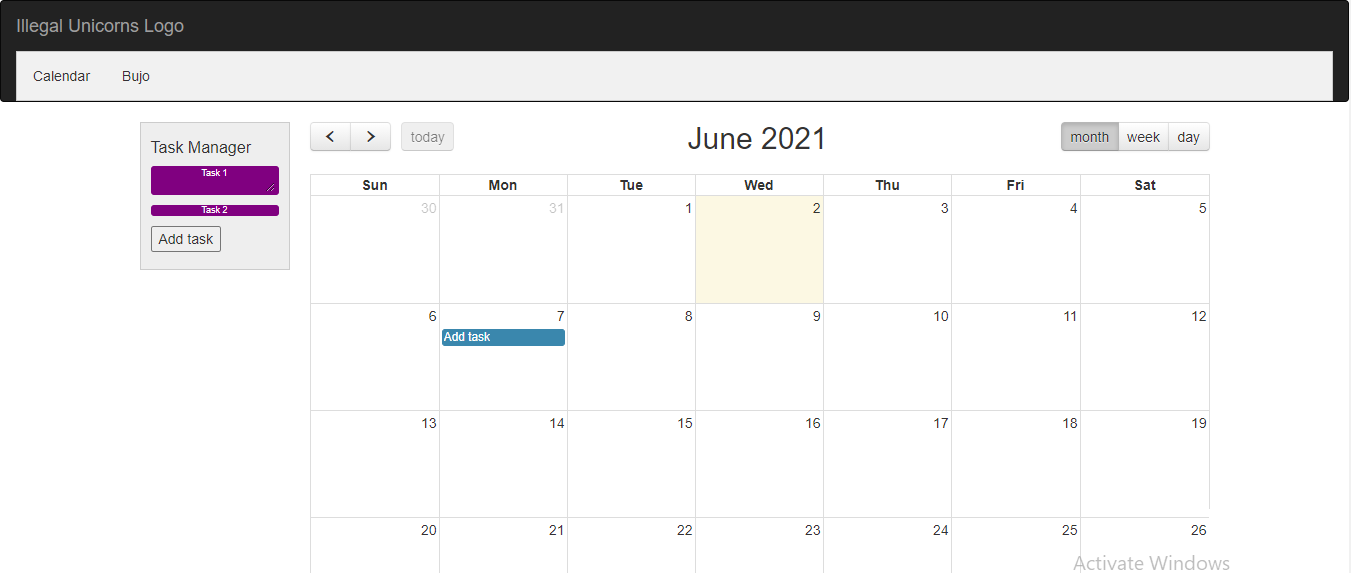 Illegal Unicorns Logo
Calendar Bujo
Task Manager
Task 1
Task 2
Add task
today June 2021 month week day
Sun Mon Tue Wed Thu Fri Sat
30 31 1 2 3 4 5
6 7 8 9 10 11 12
Add task
13 14 15 16 17 18 19
20 21 22 23 24 25 26
Activate Windows